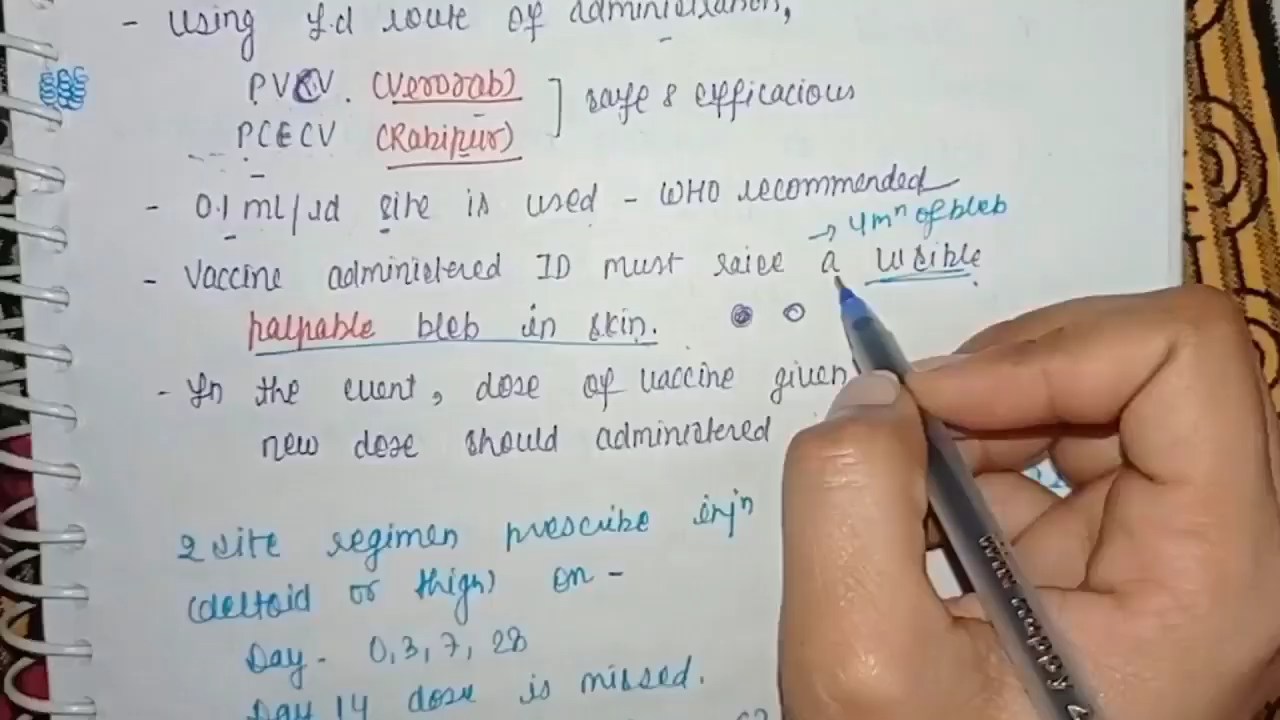 - Using I.d route of administration,
PVCV. (Verorab)
PCECV (Rabipur)
] safe & efficacious
- 0.1 ml/Id site is used - WHO recommended
→ 4mⁿ of bleb
- Vaccine administered ID must raise a visible
palpable bleb in skin.
- In the event, dose of vaccine given
new dose should administered
2 site regimen prescribe injⁿ
(deltoid or thigh) on -
Day - 0, 3, 7, 28
Day 14 dose is missed.